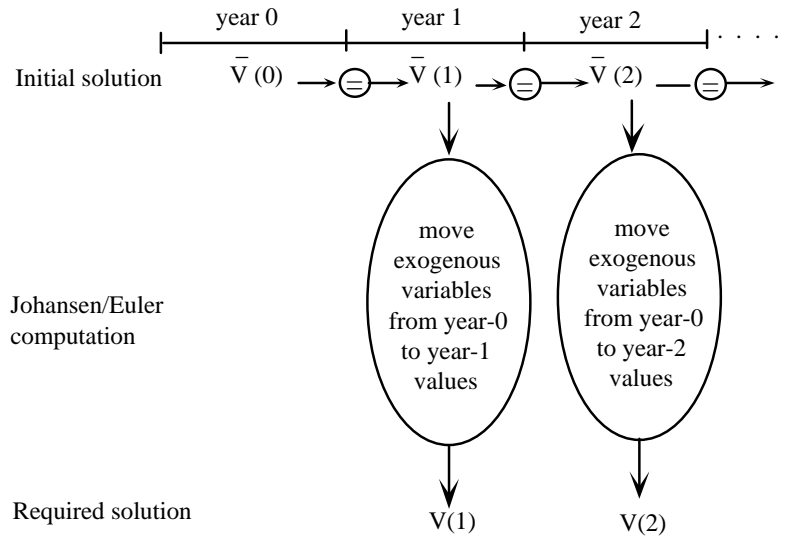 year 0 year 1 year 2 . . . .
Initial solution V̅ (0) = V̅ (1) = V̅ (2) =
move move
exogenous exogenous
variables variables
Johansen/Euler from year-0 from year-0
computation to year-1 to year-2
values values
Required solution V(1) V(2)